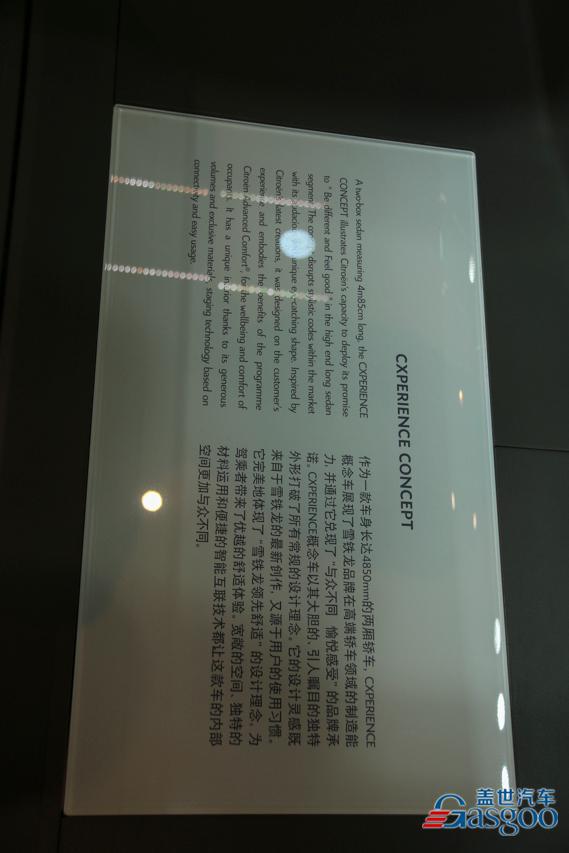 CXPERIENCE CONCEPT
A two-box sedan measuring 4m85cm long, the CXPERIENCE
CONCEPT illustrates Citroën's capacity to deploy its promise
to " Be different and Feel good " in the high end long sedan
segment. The disrupts stylistic codes within the market
with its unique eye-catching shape. Inspired by
Citroën's latest creations, it was designed on the customer's
experience and embodies the benefits of the programme
Citroën Advanced Comfort®, for the wellbeing and comfort of
occupants. It has a unique interior thanks to its generous
volumes and exclusive materials, staging technology based on
connectivity and easy usage.
作为一款车身长达4850mm的两厢轿车，CXPERIENCE
概念车展现了雪铁龙品牌在高端轿车领域的制造能
力，并通过它兑现了“与众不同 愉悦感受”的品牌承
诺。CXPERIENCE概念车以其大胆的、引人瞩目的独特
外形打破了所有常规的设计理念。它的设计灵感既
来自于雪铁龙的最新创作，又源于用户的使用习惯。
它完美地体现了“雪铁龙领先舒适”的设计理念，为
驾乘者带来了优越的舒适体验。宽敞的空间、独特的
材料运用和便捷的智能互联技术都让这款车的内部
空间更加与众不同。
盖世汽车
Gasgoo